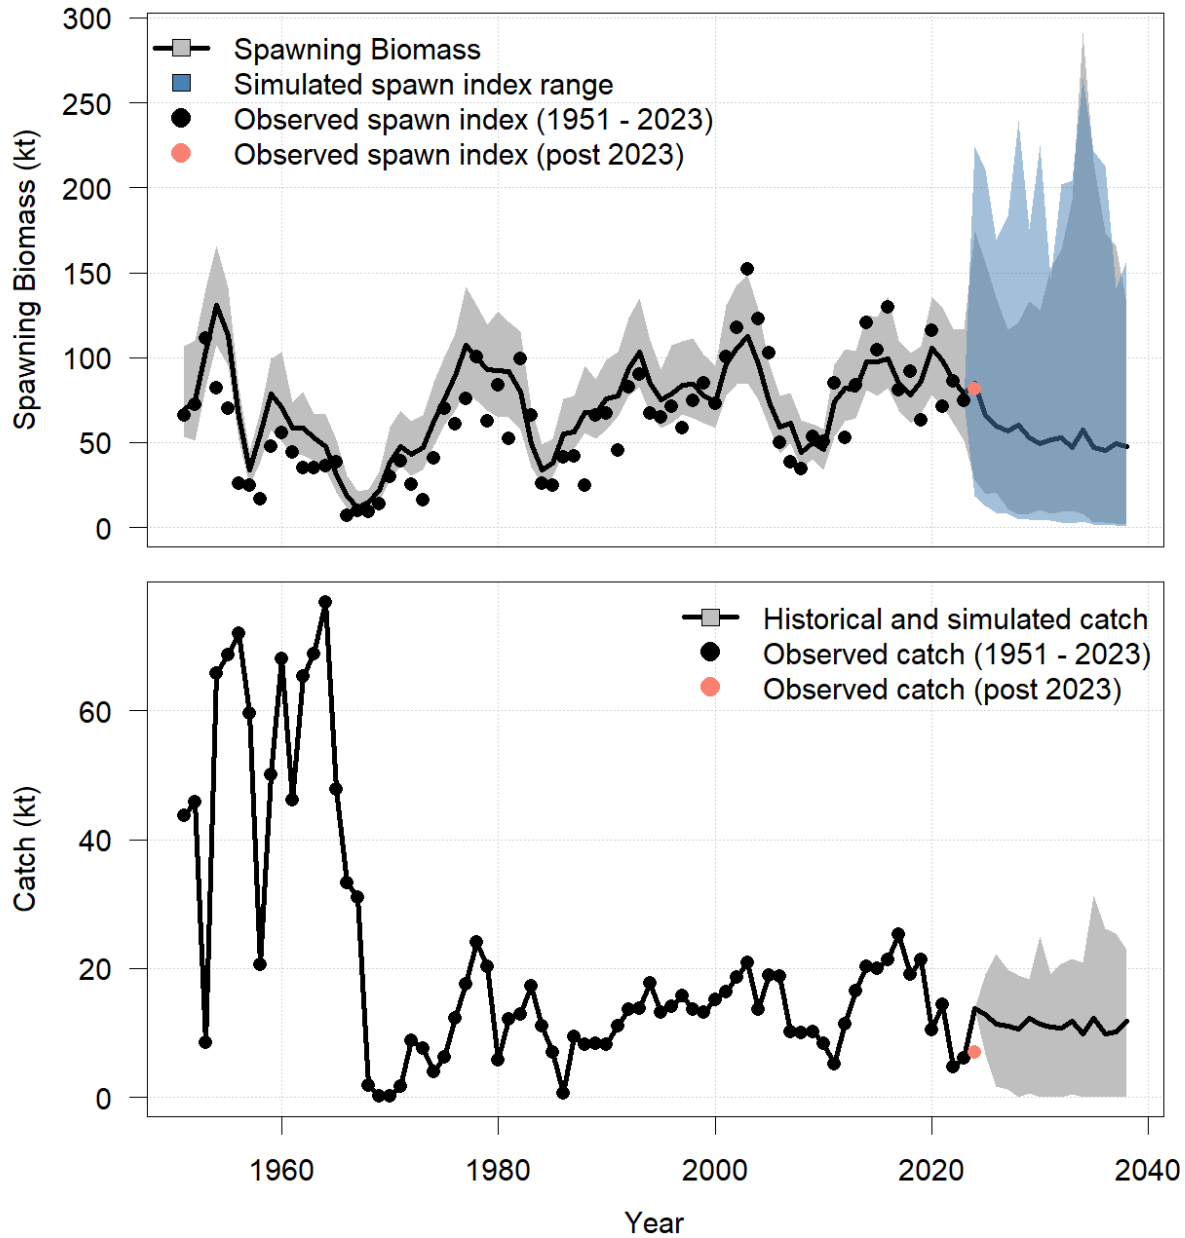 300
250
200
150
100
50
0
Spawning Biomass (kt)
Spawning Biomass
Simulated spawn index range
Observed spawn index (1951 - 2023)
Observed spawn index (post 2023)
60
40
20
0
Catch (kt)
Historical and simulated catch
Observed catch (1951 - 2023)
Observed catch (post 2023)
1960
1980
2000
2020
2040
Year